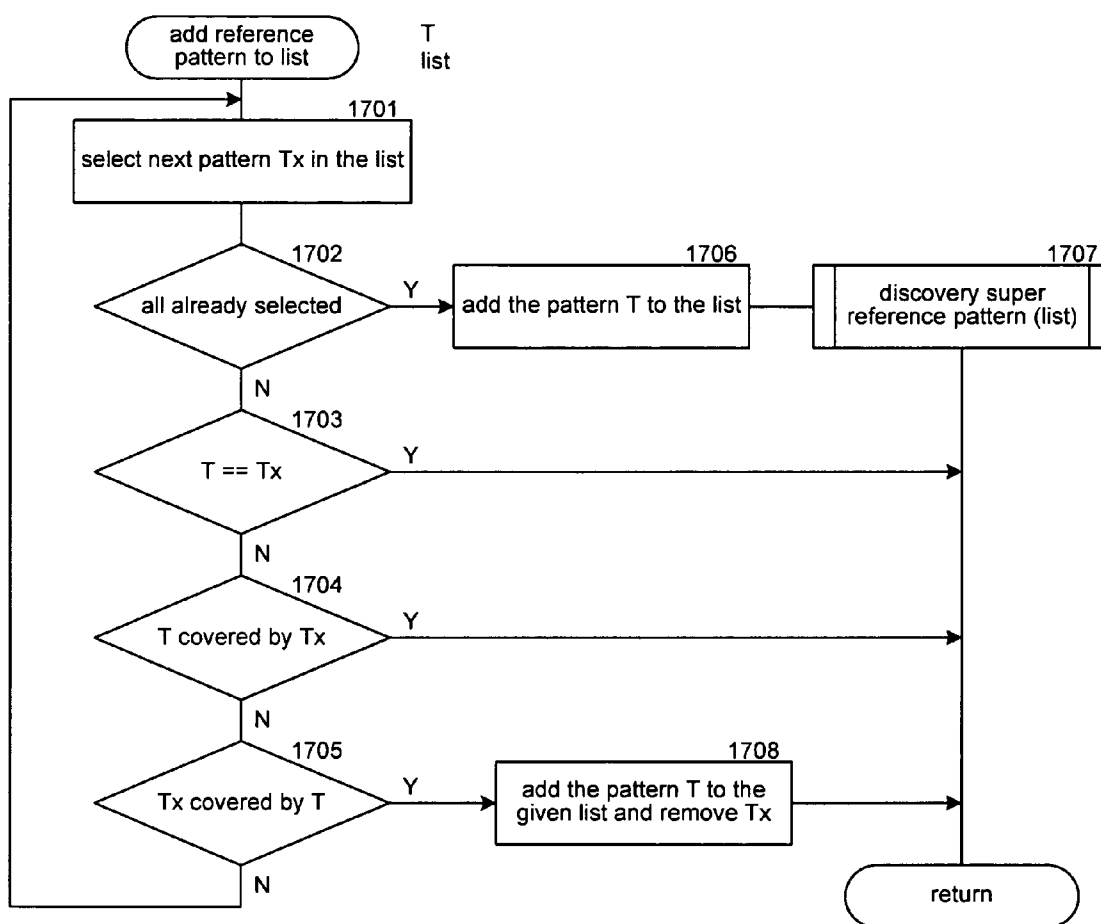 add reference
pattern to list
T
list
1701
select next pattern Tx in the list
1702
all already selected
Y
1706
add the pattern T to the list
1707
discovery super
reference pattern (list)
N
1703
T == Tx
Y
N
1704
T covered by Tx
Y
N
1705
Tx covered by T
Y
1708
add the pattern T to the
given list and remove Tx
N
return